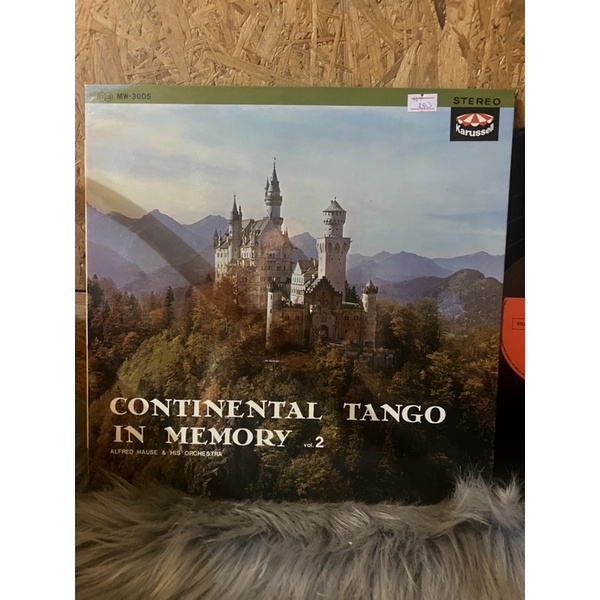 MW-3005
STEREO
Karussell
CONTINENTAL TANGO
IN MEMORY vol. 2
ALFRED HAUSE & HIS ORCHESTRA